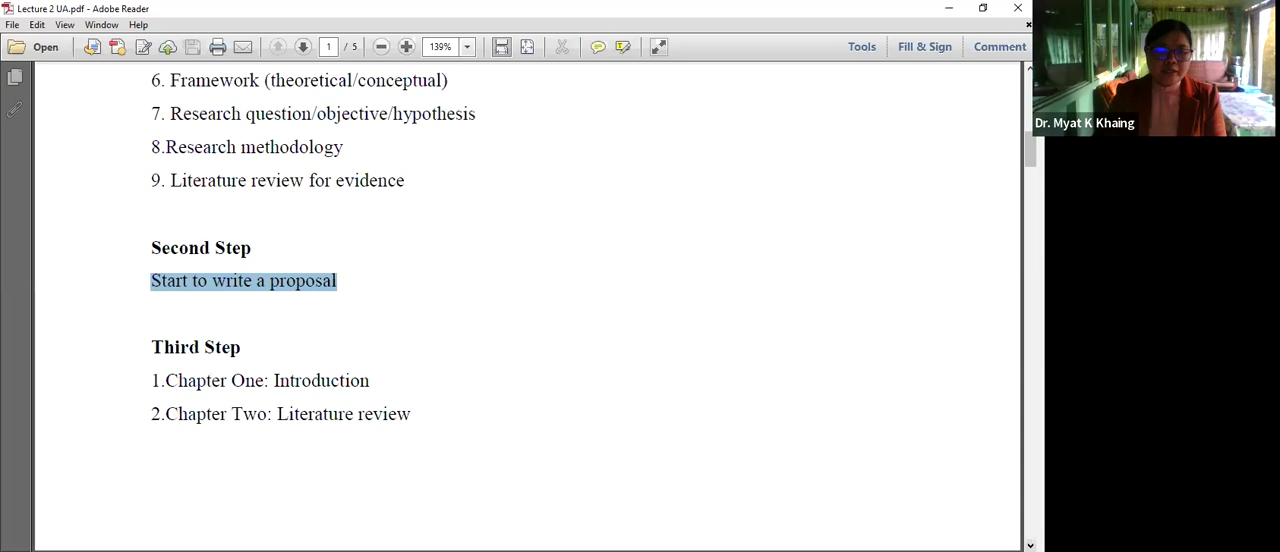 Lecture 2 UA.pdf - Adobe Reader
File Edit View Window Help
Open 1 / 5 139% Tools Fill & Sign Comment
Dr. Myat K Khaing
6. Framework (theoretical/conceptual)
7. Research question/objective/hypothesis
8.Research methodology
9. Literature review for evidence
Second Step
Start to write a proposal
Third Step
1.Chapter One: Introduction
2.Chapter Two: Literature review